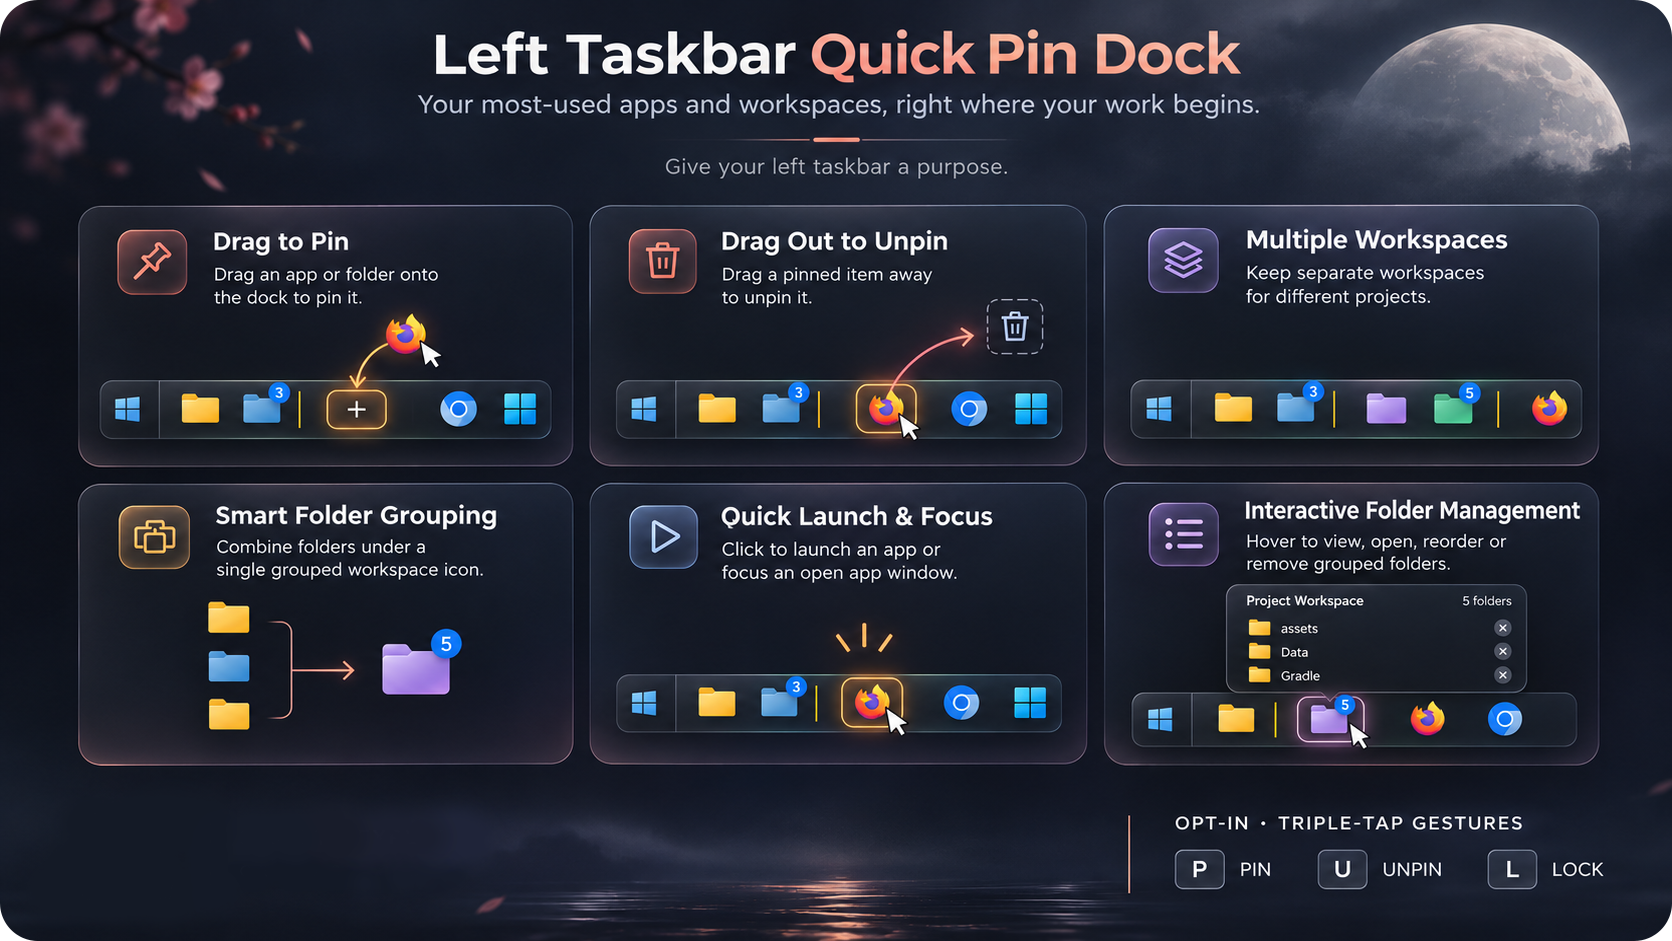 Left Taskbar Quick Pin Dock
Your most-used apps and workspaces, right where your work begins.
Give your left taskbar a purpose.
Drag to Pin
Drag an app or folder onto
the dock to pin it.
3
+
Drag Out to Unpin
Drag a pinned item away
to unpin it.
3
Multiple Workspaces
Keep separate workspaces
for different projects.
3
5
Smart Folder Grouping
Combine folders under a
single grouped workspace icon.
5
Quick Launch & Focus
Click to launch an app or
focus an open app window.
3
Interactive Folder Management
Hover to view, open, reorder or
remove grouped folders.
Project Workspace 5 folders
assets
Data
Gradle
5
OPT-IN • TRIPLE-TAP GESTURES
P PIN U UNPIN L LOCK